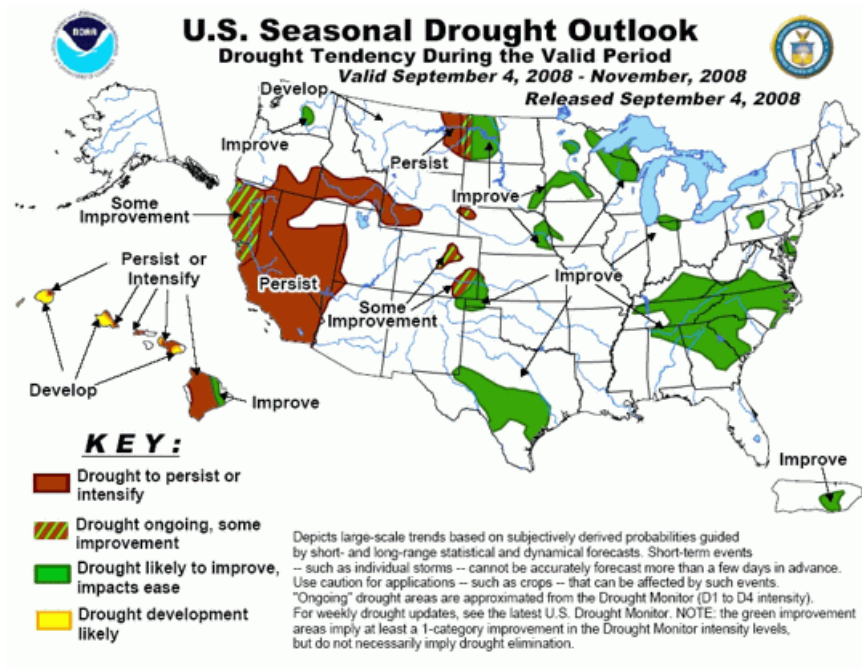 NOAA
U.S. Seasonal Drought Outlook
Drought Tendency During the Valid Period
Valid September 4, 2008 - November, 2008
Released September 4, 2008
Develop
Improve
Persist
Some
Improvement
Improve
Persist or
Intensify
Persist
Improve
Some
Improvement
Develop
Improve
Improve
KEY:
Drought to persist or
intensify
Drought ongoing, some
improvement
Drought likely to improve,
impacts ease
Drought development
likely
Depicts large-scale trends based on subjectively derived probabilities guided
by short- and long-range statistical and dynamical forecasts. Short-term events
-- such as individual storms -- cannot be accurately forecast more than a few days in advance.
Use caution for applications -- such as crops -- that can be affected by such events.
"Ongoing" drought areas are approximated from the Drought Monitor (D1 to D4 intensity).
For weekly drought updates, see the latest U.S. Drought Monitor. NOTE: the green improvement
areas imply at least a 1-category improvement in the Drought Monitor intensity levels,
but do not necessarily imply drought elimination.